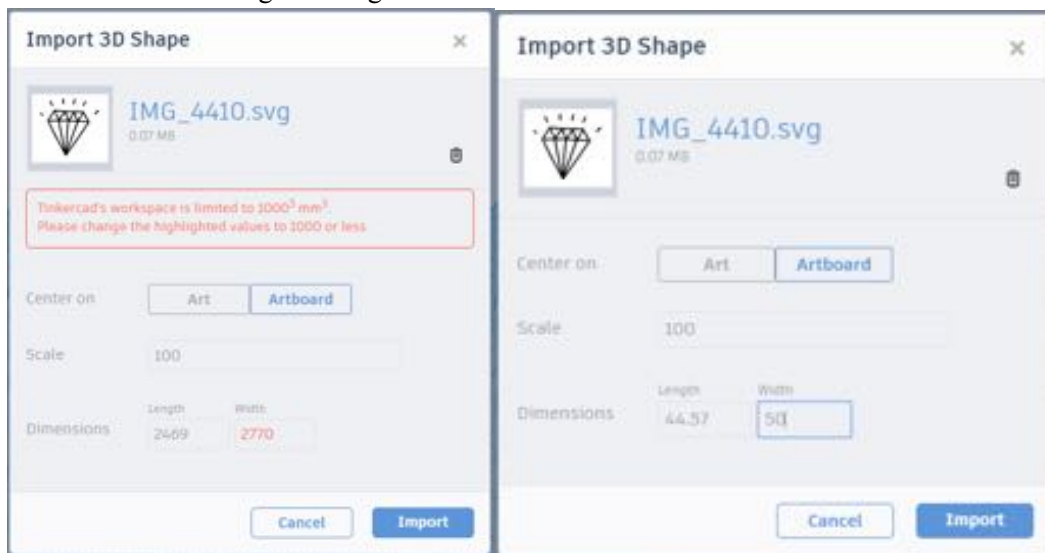 Import 3D Shape ×
IMG_4410.svg
0.07 MB
Tinkercad's workspace is limited to 1000³ mm³.
Please change the highlighted values to 1000 or less
Center on Art Artboard
Scale 100
Length Width
Dimensions 2469 2770
Cancel Import
Import 3D Shape ×
IMG_4410.svg
0.07 MB
Center on Art Artboard
Scale 100
Length Width
Dimensions 44.57 50
Cancel Import